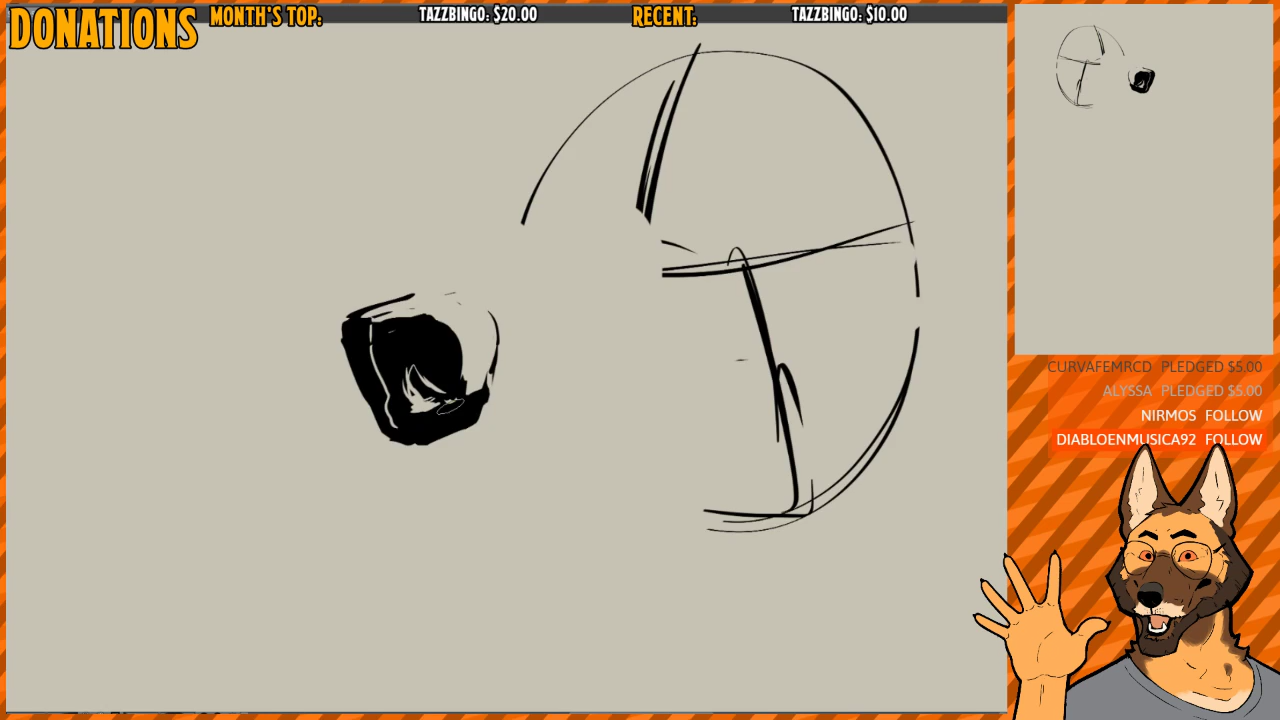 DONATIONS
MONTH'S TOP: TAZZBINGO: $20.00 RECENT: TAZZBINGO: $10.00
CURVAFEMRCD PLEDGED $5.00
ALYSSA PLEDGED $5.00
NIRMOS FOLLOW
DIABLOENMUSICA92 FOLLOW